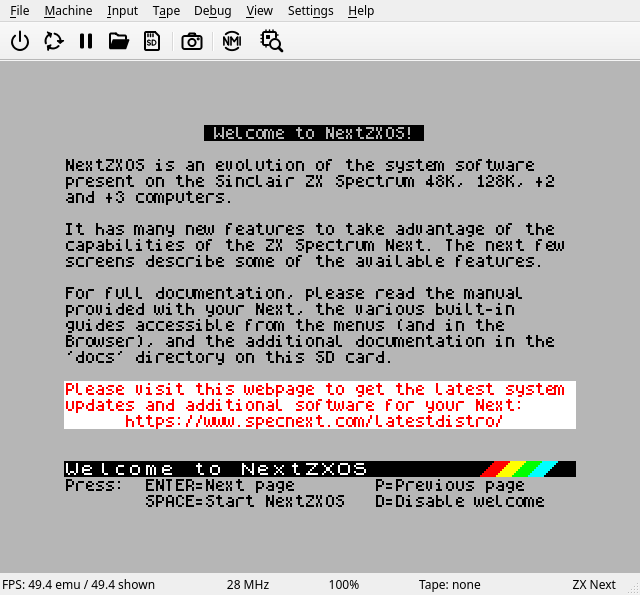 File Machine Input Tape Debug View Settings Help
SD NMI
Welcome to NextZXOS!
NextZXOS is an evolution of the system software
present on the Sinclair ZX Spectrum 48K, 128K, +2
and +3 computers.
It has many new features to take advantage of the
capabilities of the ZX Spectrum Next. The next few
screens describe some of the available features.
For full documentation, please read the manual
provided with your Next, the various built-in
guides accessible from the menus (and in the
Browser), and the additional documentation in the
'docs' directory on this SD card.
Please visit this webpage to get the latest system
updates and additional software for your Next:
https://www.specnext.com/latestdistro/
Welcome to NextZXOS
Press: ENTER=Next page P=Previous page
SPACE=Start NextZXOS D=Disable welcome
FPS: 49.4 emu / 49.4 shown 28 MHz 100% Tape: none ZX Next